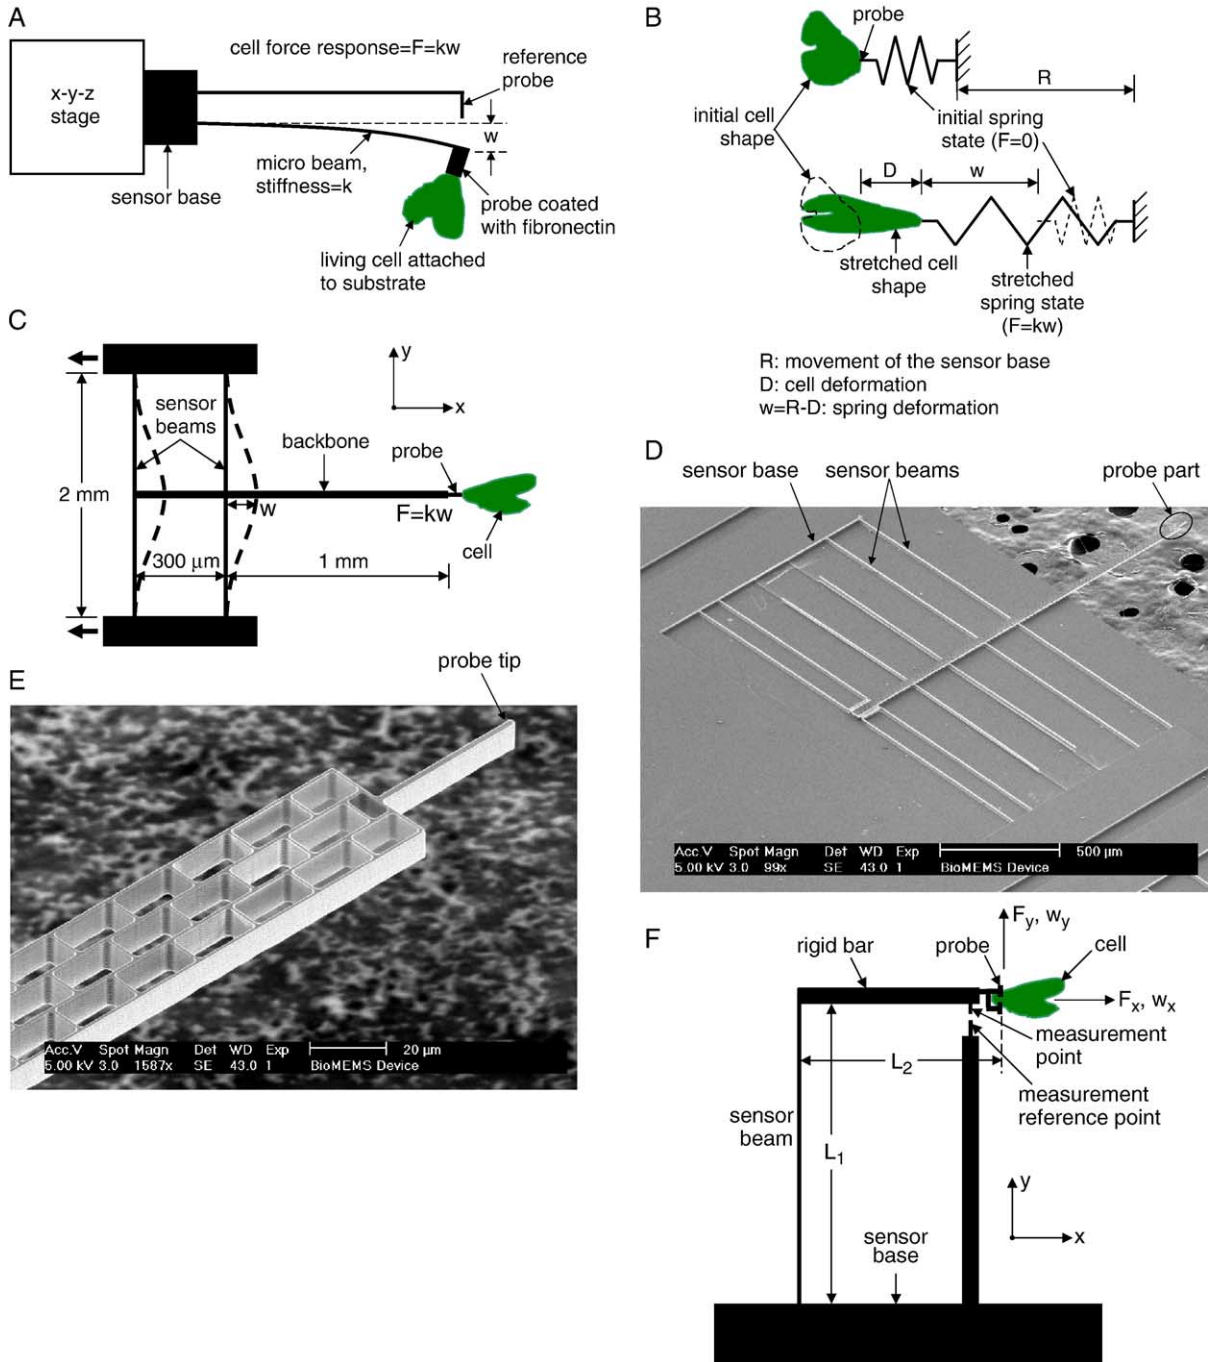 A
cell force response=F=kw
reference
probe
x-y-z
stage
w
micro beam,
stiffness=k
sensor base
probe coated
with fibronectin
living cell attached
to substrate
B
probe
R
initial cell
shape
initial spring
state (F=0)
D
w
stretched cell
shape
stretched
spring state
(F=kw)
R: movement of the sensor base
D: cell deformation
w=R-D: spring deformation
C
y
x
sensor
beams
backbone
probe
2 mm
w
F=kw
cell
300 μm
1 mm
D
sensor base
sensor beams
probe part
Acc.V Spot Magn Det WD Exp 500 μm
5.00 kV 3.0 99x SE 43.0 1 BioMEMS Device
E
probe tip
Acc.V Spot Magn Det WD Exp 20 μm
5.00 kV 3.0 1587x SE 43.0 1 BioMEMS Device
F
Fy, wy
rigid bar
probe
cell
Fx, wx
measurement
point
L2
measurement
reference point
sensor
beam
L1
y
x
sensor
base